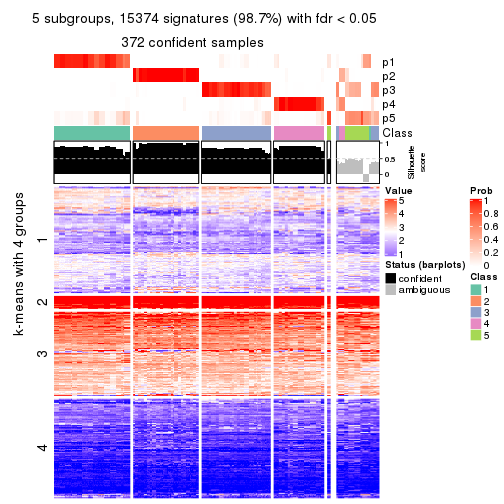 5 subgroups, 15374 signatures (98.7%) with fdr < 0.05
372 confident samples
p1
p2
p3
p4
p5
Class
1
0.5
0
Silhouette
score
k-means with 4 groups
1
2
3
4
Value
5
4
3
2
1
Status (barplots)
confident
ambiguous
Prob
1
0.8
0.6
0.4
0.2
0
Class
1
2
3
4
5